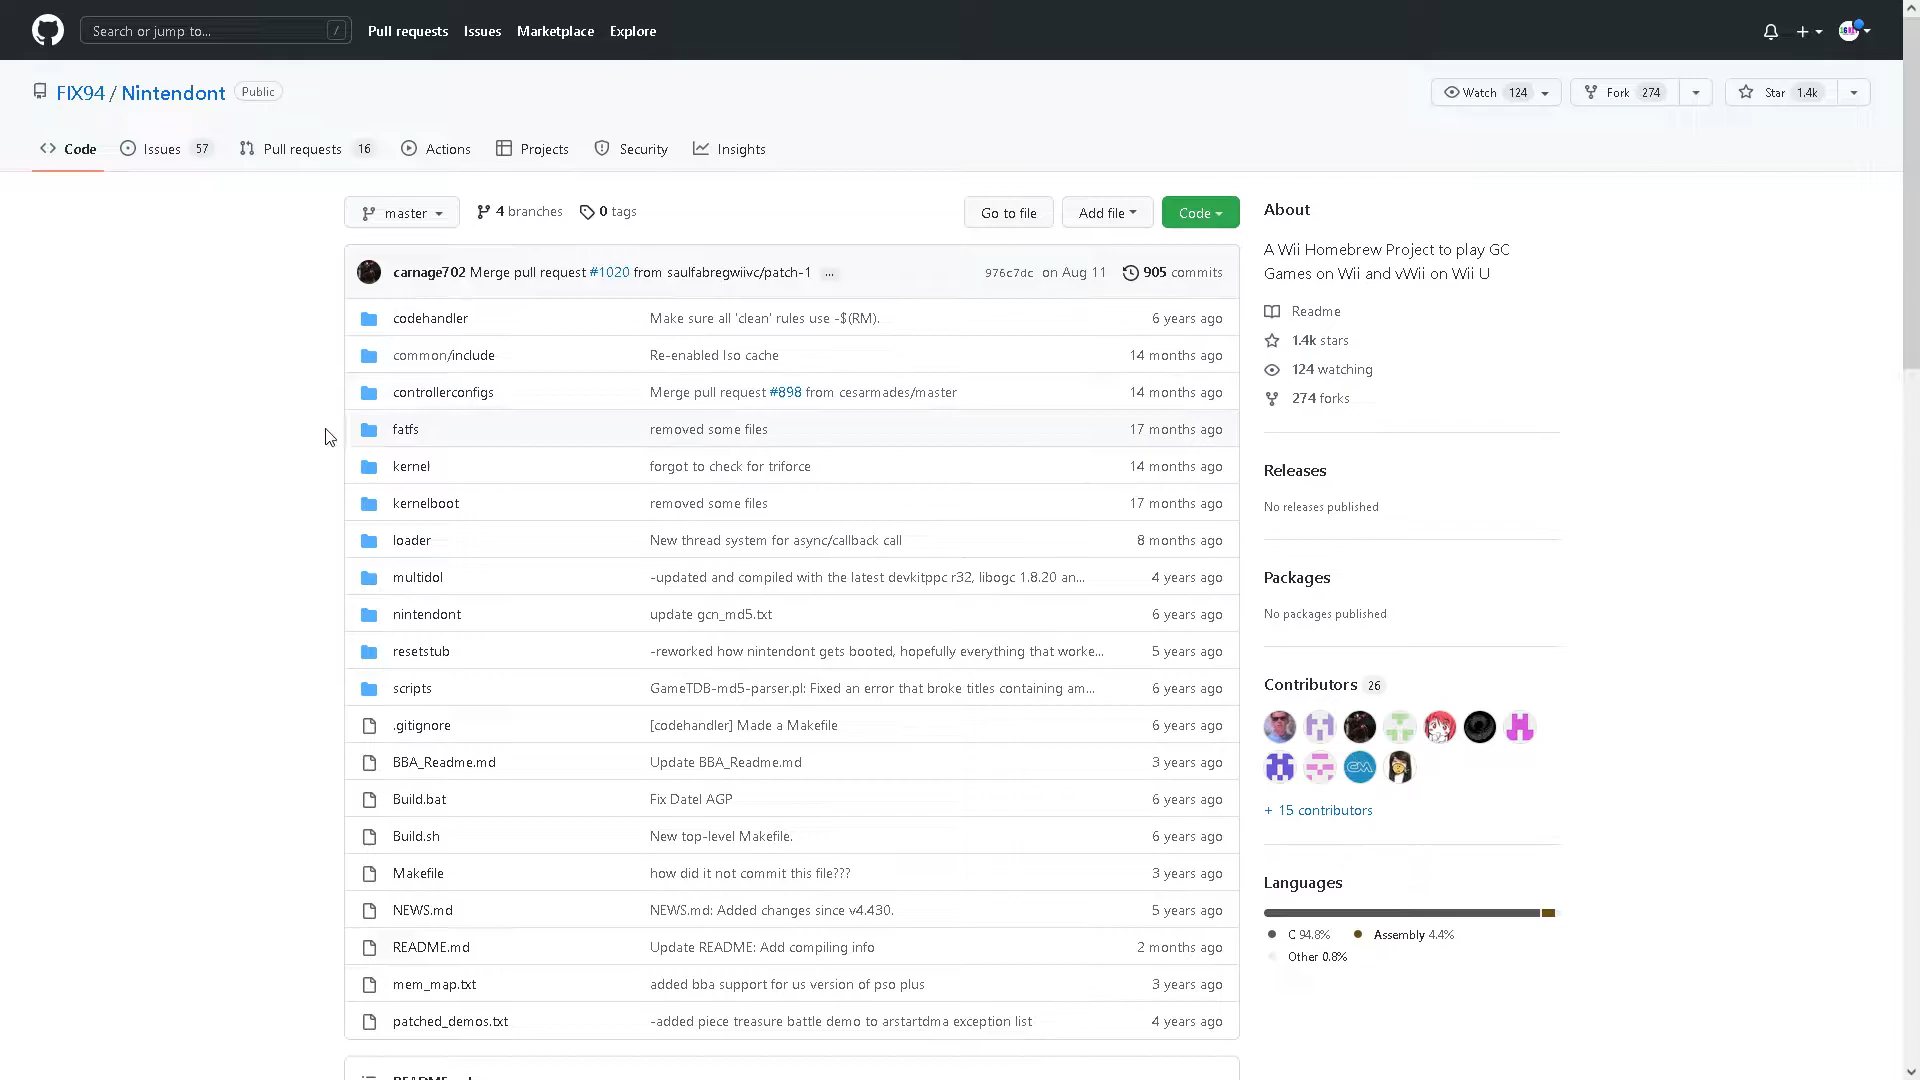 Search or jump to... /
Pull requests Issues Marketplace Explore
FIX94 / Nintendont Public
Watch 124 Fork 274 Star 1.4k
Code Issues 57 Pull requests 16 Actions Projects Security Insights
master 4 branches 0 tags Go to file Add file Code
carnage702 Merge pull request #1020 from saulfabregwiivc/patch-1 ... 976c7dc on Aug 11 905 commits
codehandler Make sure all 'clean' rules use -$(RM). 6 years ago
common/include Re-enabled Iso cache 14 months ago
controllerconfigs Merge pull request #898 from cesarmades/master 14 months ago
fatfs removed some files 17 months ago
kernel forgot to check for triforce 14 months ago
kernelboot removed some files 17 months ago
loader New thread system for async/callback call 8 months ago
multidol -updated and compiled with the latest devkitppc r32, libogc 1.8.20 an... 4 years ago
nintendont update gcn_md5.txt 6 years ago
resetstub -reworked how nintendont gets booted, hopefully everything that worke... 5 years ago
scripts GameTDB-md5-parser.pl: Fixed an error that broke titles containing am... 6 years ago
.gitignore [codehandler] Made a Makefile 6 years ago
BBA_Readme.md Update BBA_Readme.md 3 years ago
Build.bat Fix Datel AGP 6 years ago
Build.sh New top-level Makefile. 6 years ago
Makefile how did it not commit this file??? 3 years ago
NEWS.md NEWS.md: Added changes since v4.430. 5 years ago
README.md Update README: Add compiling info 2 months ago
mem_map.txt added bba support for us version of pso plus 3 years ago
patched_demos.txt -added piece treasure battle demo to arstartdma exception list 4 years ago
About
A Wii Homebrew Project to play GC
Games on Wii and vWii on Wii U
Readme
1.4k stars
124 watching
274 forks
Releases
No releases published
Packages
No packages published
Contributors 26
+ 15 contributors
Languages
C 94.8% Assembly 4.4%
Other 0.8%